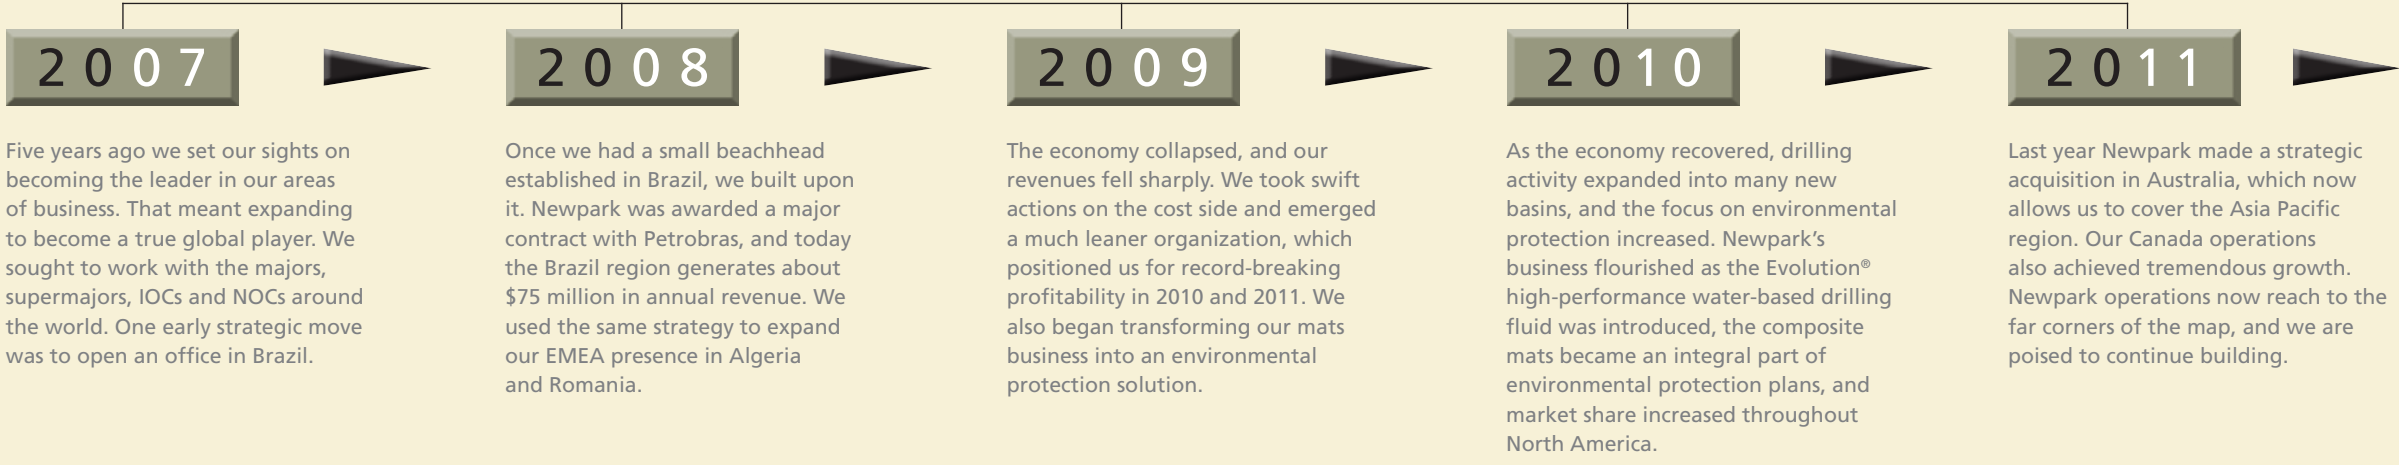 2007
Five years ago we set our sights on
becoming the leader in our areas
of business. That meant expanding
to become a true global player. We
sought to work with the majors,
supermajors, IOCs and NOCs around
the world. One early strategic move
was to open an office in Brazil.
2008
Once we had a small beachhead
established in Brazil, we built upon
it. Newpark was awarded a major
contract with Petrobras, and today
the Brazil region generates about
$75 million in annual revenue. We
used the same strategy to expand
our EMEA presence in Algeria
and Romania.
2009
The economy collapsed, and our
revenues fell sharply. We took swift
actions on the cost side and emerged
a much leaner organization, which
positioned us for record-breaking
profitability in 2010 and 2011. We
also began transforming our mats
business into an environmental
protection solution.
2010
As the economy recovered, drilling
activity expanded into many new
basins, and the focus on environmental
protection increased. Newpark’s
business flourished as the Evolution®
high-performance water-based drilling
fluid was introduced, the composite
mats became an integral part of
environmental protection plans, and
market share increased throughout
North America.
2011
Last year Newpark made a strategic
acquisition in Australia, which now
allows us to cover the Asia Pacific
region. Our Canada operations
also achieved tremendous growth.
Newpark operations now reach to the
far corners of the map, and we are
poised to continue building.